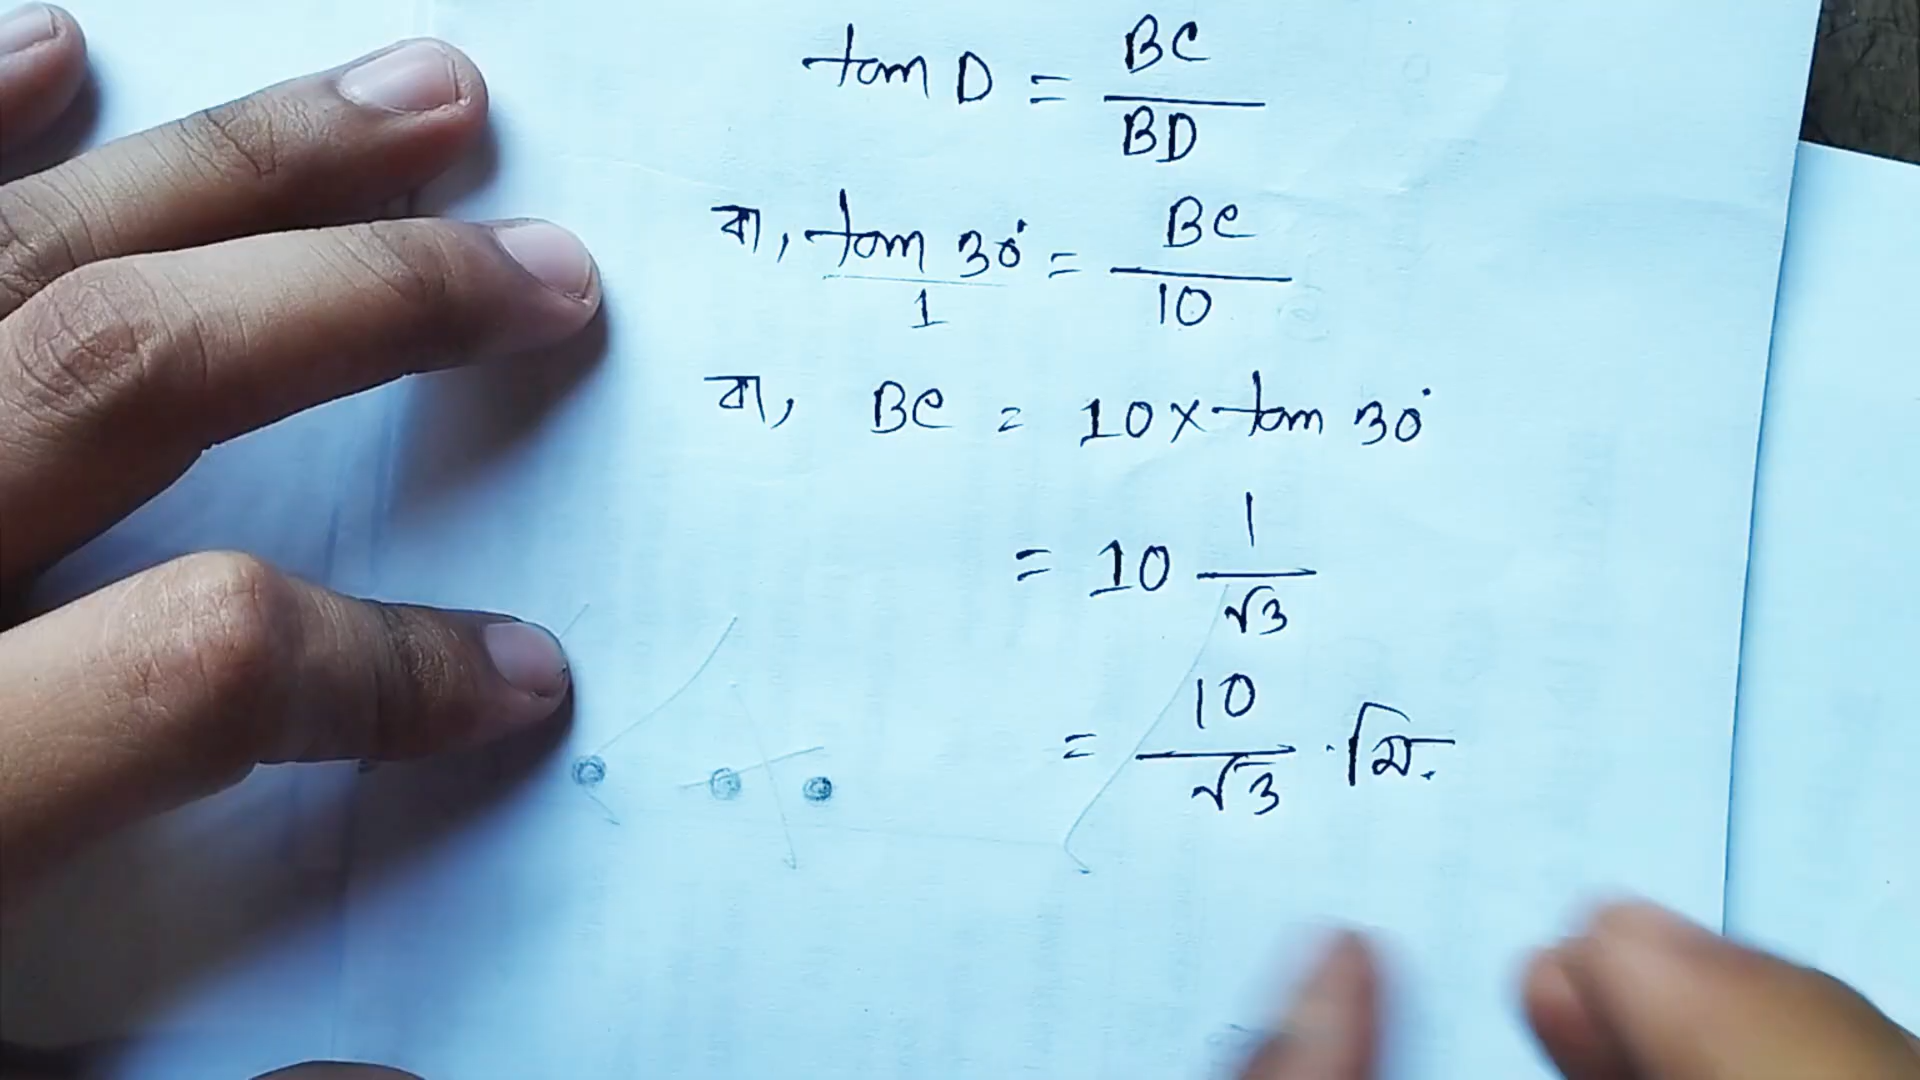 tan D = BC/BD
বা, tan 30°/1 = BC/10
বা, BC = 10 × tan 30°
= 10 1/√3
= 10/√3 মি.